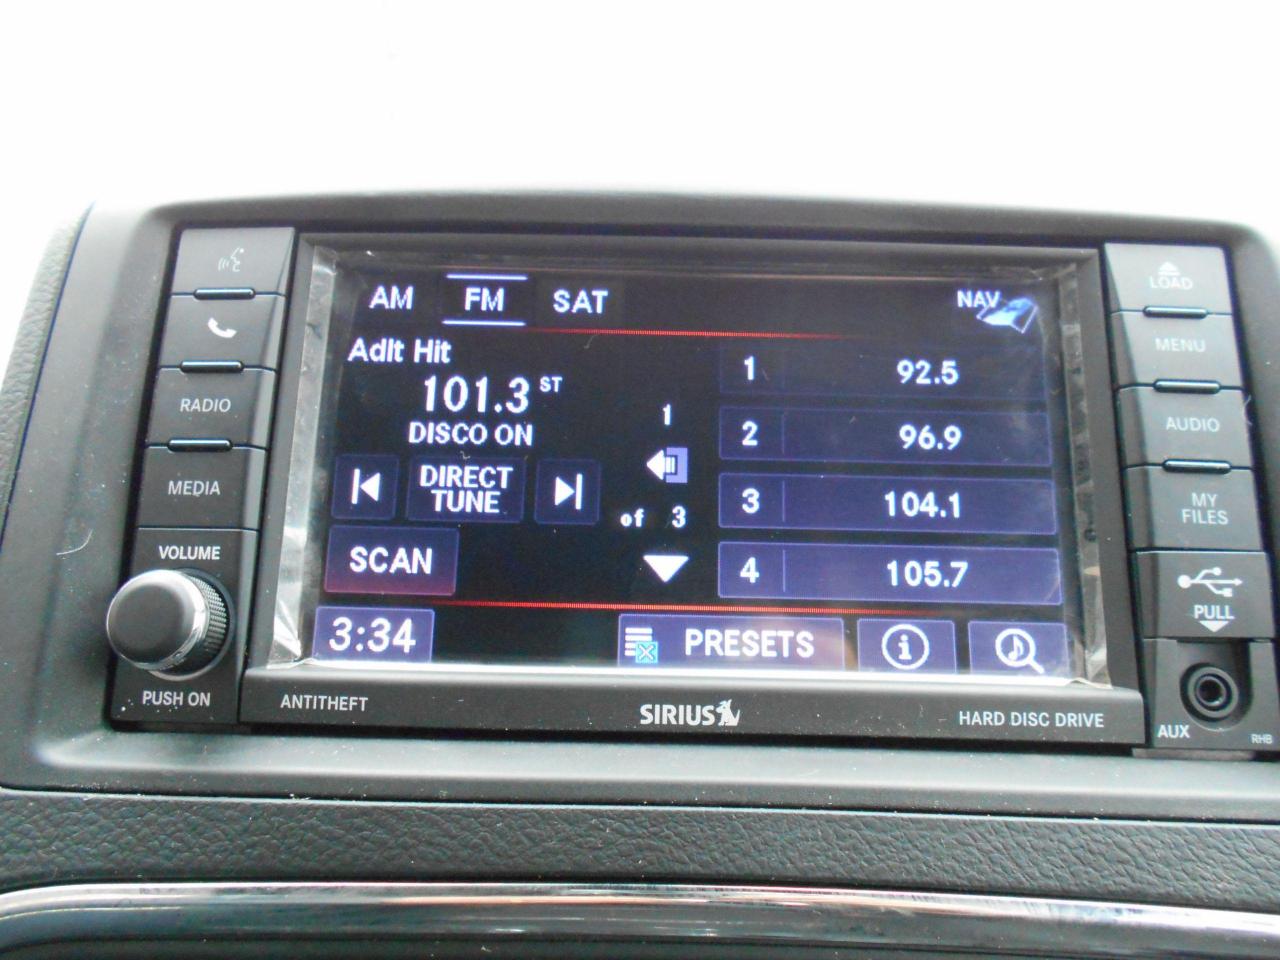 AM FM SAT NAV
Adlt Hit
101.3 ST
DISCO ON
DIRECT
TUNE
SCAN
3:34
1
of 3
1 92.5
2 96.9
3 104.1
4 105.7
PRESETS
i
RADIO
MEDIA
VOLUME
PUSH ON
ANTITHEFT
SIRIUS
HARD DISC DRIVE
LOAD
MENU
AUDIO
MY
FILES
PULL
AUX
RHB